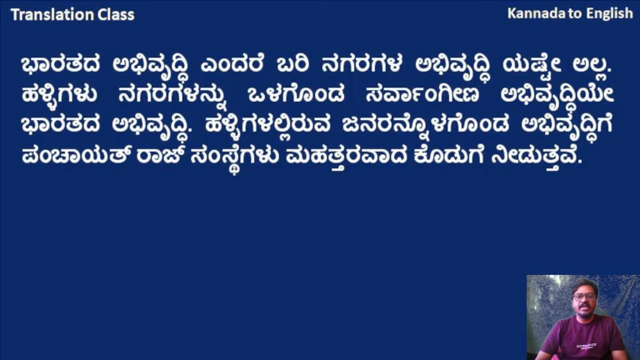 Translation Class
Kannada to English
ಭಾರತದ ಅಭಿವೃದ್ಧಿ ಎಂದರೆ ಬರಿ ನಗರಗಳ ಅಭಿವೃದ್ಧಿ ಯಷ್ಟೇ ಅಲ್ಲ.
ಹಳ್ಳಿಗಳು ನಗರಗಳನ್ನು ಒಳಗೊಂಡ ಸರ್ವಾಂಗೀಣ ಅಭಿವೃದ್ಧಿಯೇ
ಭಾರತದ ಅಭಿವೃದ್ಧಿ. ಹಳ್ಳಿಗಳಲ್ಲಿರುವ ಜನರನ್ನೊಳಗೊಂಡ ಅಭಿವೃದ್ಧಿಗೆ
ಪಂಚಾಯತ್ ರಾಜ್ ಸಂಸ್ಥೆಗಳು ಮಹತ್ತರವಾದ ಕೊಡುಗೆ ನೀಡುತ್ತವೆ.